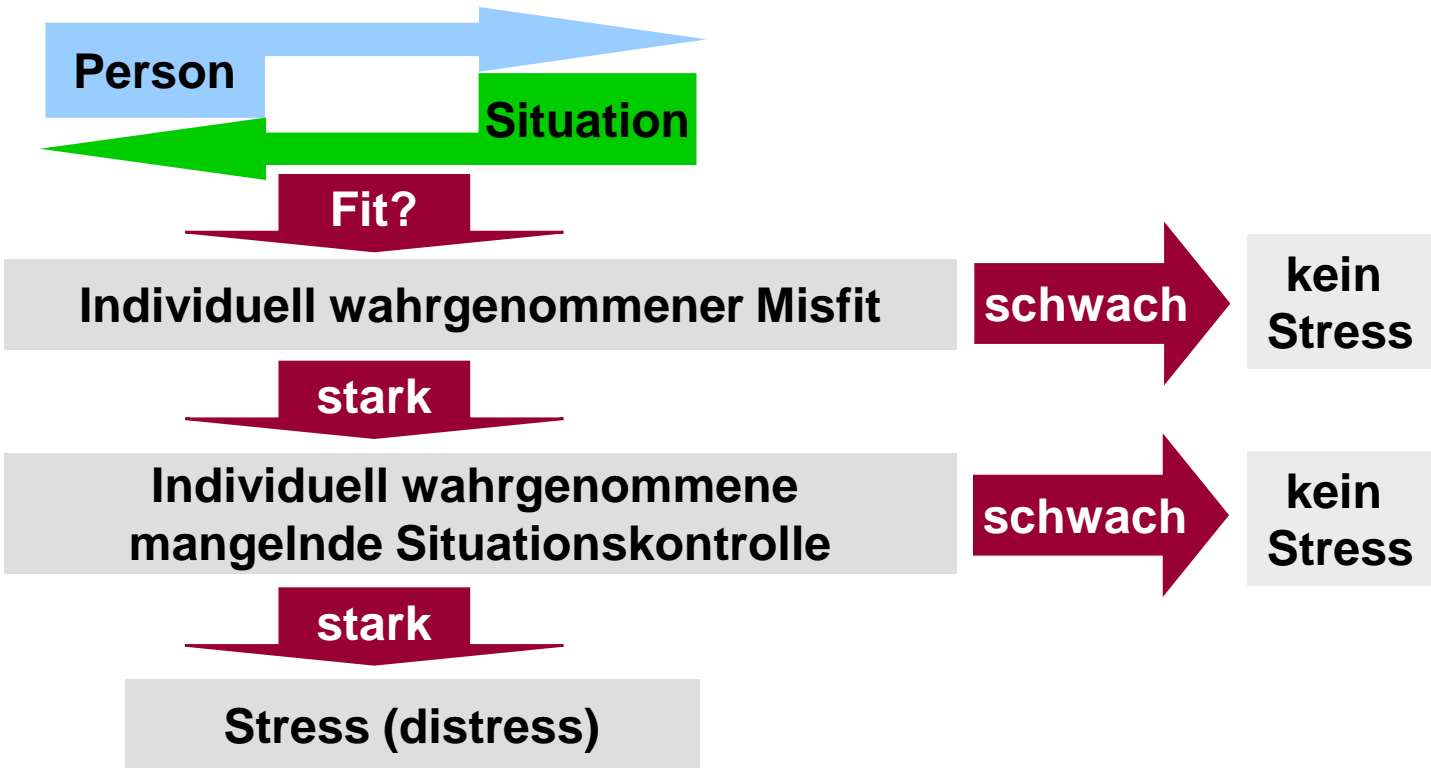 Person
Situation
Fit?
Individuell wahrgenommener Misfit
schwach
kein
Stress
stark
Individuell wahrgenommene
mangelnde Situationskontrolle
schwach
kein
Stress
stark
Stress (distress)